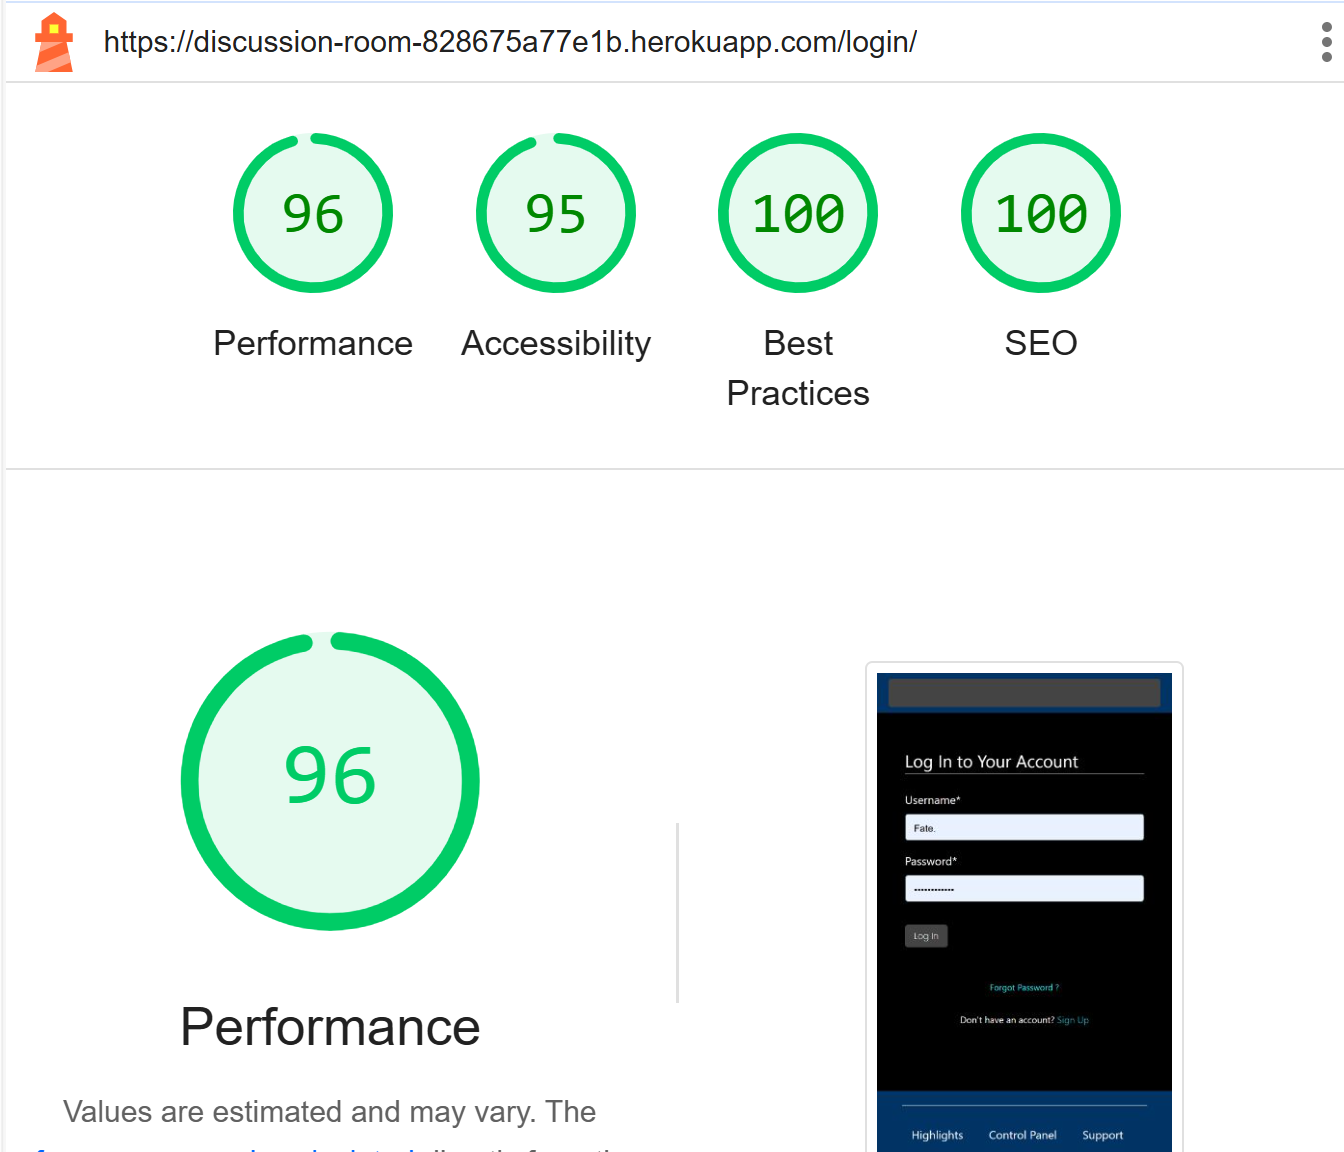 https://discussion-room-828675a77e1b.herokuapp.com/login/
96
95
100
100
Performance
Accessibility
Best
Practices
SEO
96
Performance
Values are estimated and may vary. The
Log In to Your Account
Username*
Fate.
Password*
••••••••••••
Log In
Forgot Password ?
Don't have an account? Sign Up
Highlights Control Panel Support